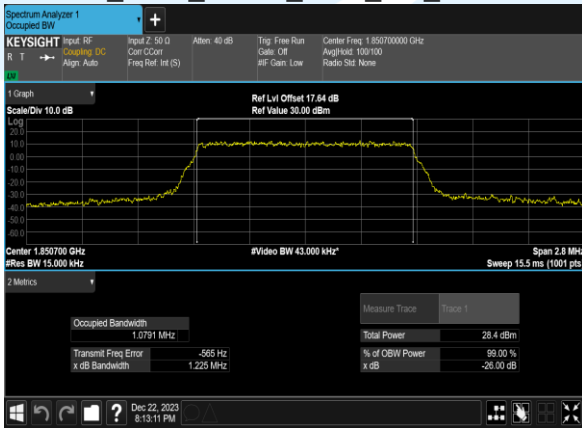 Spectrum Analyzer 1
Occupied BW
+
KEYSIGHT Input: RF Input Z: 50 Ω Atten: 40 dB Trig: Free Run Center Freq: 1.850700000 GHz
R T Coupling: DC Corr CCorr Gate: Off Avg|Hold: 100/100
Align: Auto Freq Ref: Int (S) #IF Gain: Low Radio Std: None
1 Graph
Ref Lvl Offset 17.64 dB
Scale/Div 10.0 dB Ref Value 30.00 dBm
Log
20.0
10.0
0.00
-10.0
-20.0
-30.0
-40.0
-50.0
-60.0
Center 1.850700 GHz #Video BW 43.000 kHz* Span 2.8 MHz
#Res BW 15.000 kHz Sweep 15.5 ms (1001 pts)
2 Metrics
Measure Trace Trace 1
Occupied Bandwidth
1.0791 MHz Total Power 28.4 dBm
Transmit Freq Error -565 Hz % of OBW Power 99.00 %
x dB Bandwidth 1.225 MHz x dB -26.00 dB
? Dec 22, 2023
8:13:11 PM